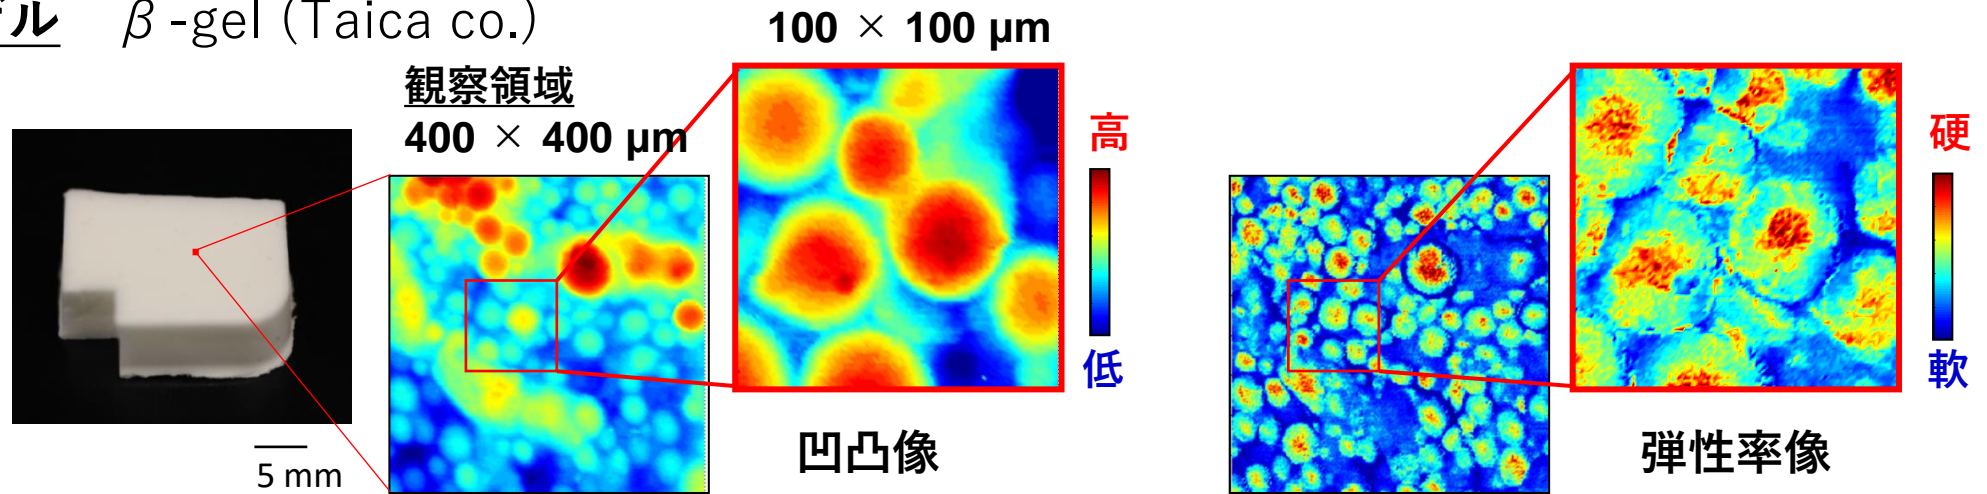 ル β-gel (Taica co.)
観察領域
400 × 400 µm
100 × 100 µm
高
低
硬
軟
5 mm
凹凸像
弾性率像